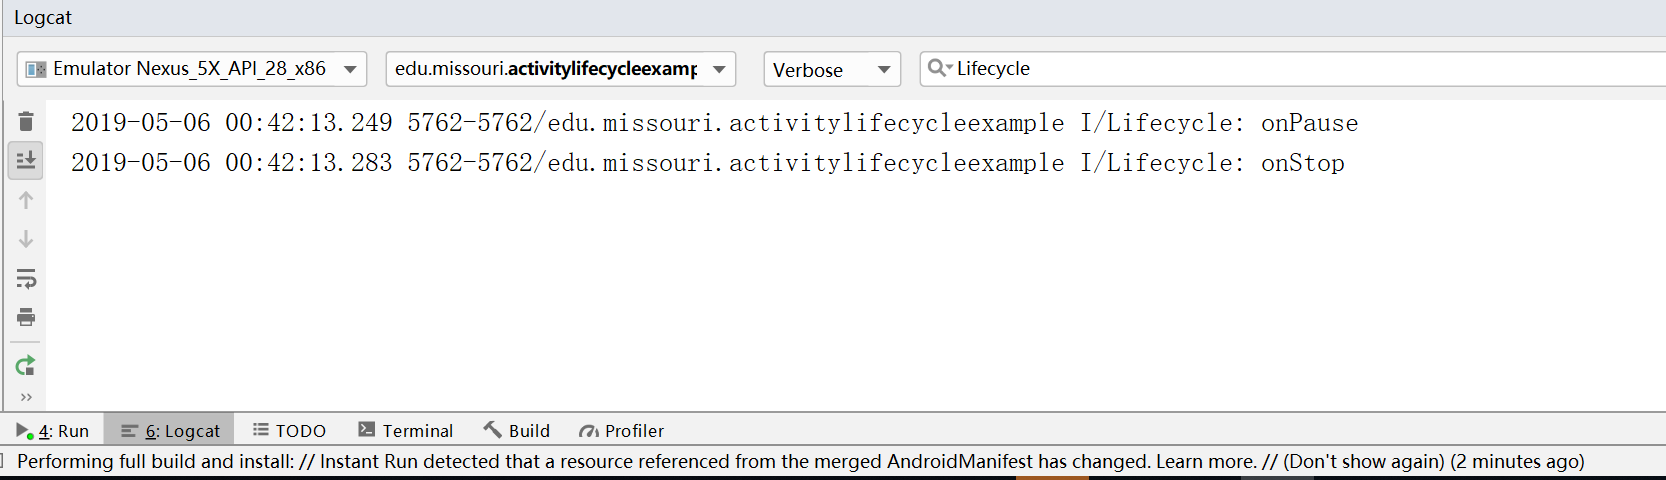 Logcat
Emulator Nexus_5X_API_28_x86 edu.missouri.activitylifecycleexamp Verbose Lifecycle
2019-05-06 00:42:13.249 5762-5762/edu.missouri.activitylifecycleexample I/Lifecycle: onPause
2019-05-06 00:42:13.283 5762-5762/edu.missouri.activitylifecycleexample I/Lifecycle: onStop
4: Run 6: Logcat TODO Terminal Build Profiler
Performing full build and install: // Instant Run detected that a resource referenced from the merged AndroidManifest has changed. Learn more. // (Don't show again) (2 minutes ago)